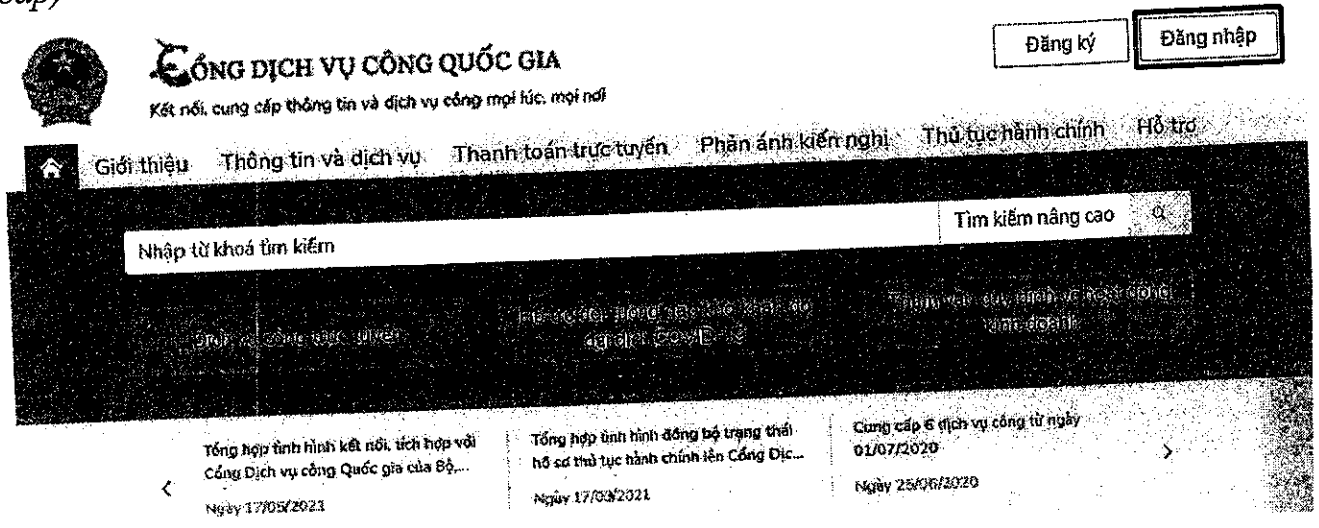 Đăng ký
Đăng nhập
CỔNG DỊCH VỤ CÔNG QUỐC GIA
Kết nối, cung cấp thông tin và dịch vụ công mọi lúc, mọi nơi
Giới thiệu Thông tin và dịch vụ Thanh toán trực tuyến Phản ánh kiến nghị Thủ tục hành chính Hỗ trợ
Nhập từ khoá tìm kiếm Tìm kiếm nâng cao
kinh doanh
Tổng hợp tình hình kết nối, tích hợp với
Cổng Dịch vụ công Quốc gia của Bộ,...
Ngày 17/05/2021
Tổng hợp tình hình đồng bộ trạng thái
hồ sơ thủ tục hành chính lên Cổng Dịc...
Ngày 17/03/2021
Cung cấp 6 dịch vụ công từ ngày
01/07/2020
Ngày 25/06/2020